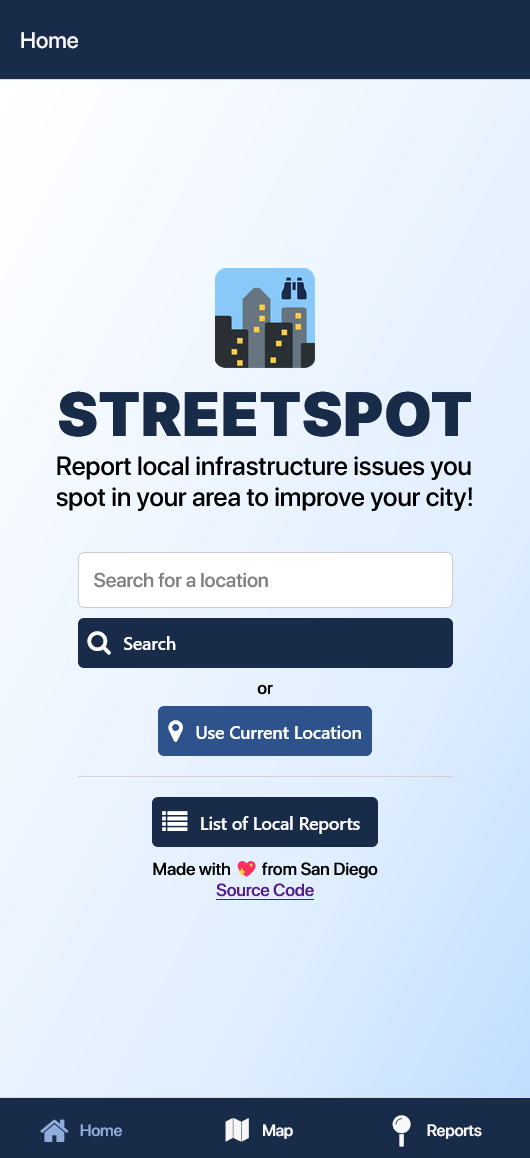 Home
STREETSPOT
Report local infrastructure issues you
spot in your area to improve your city!
Search for a location
Search
or
Use Current Location
List of Local Reports
Made with 💖 from San Diego
Source Code
Home Map Reports